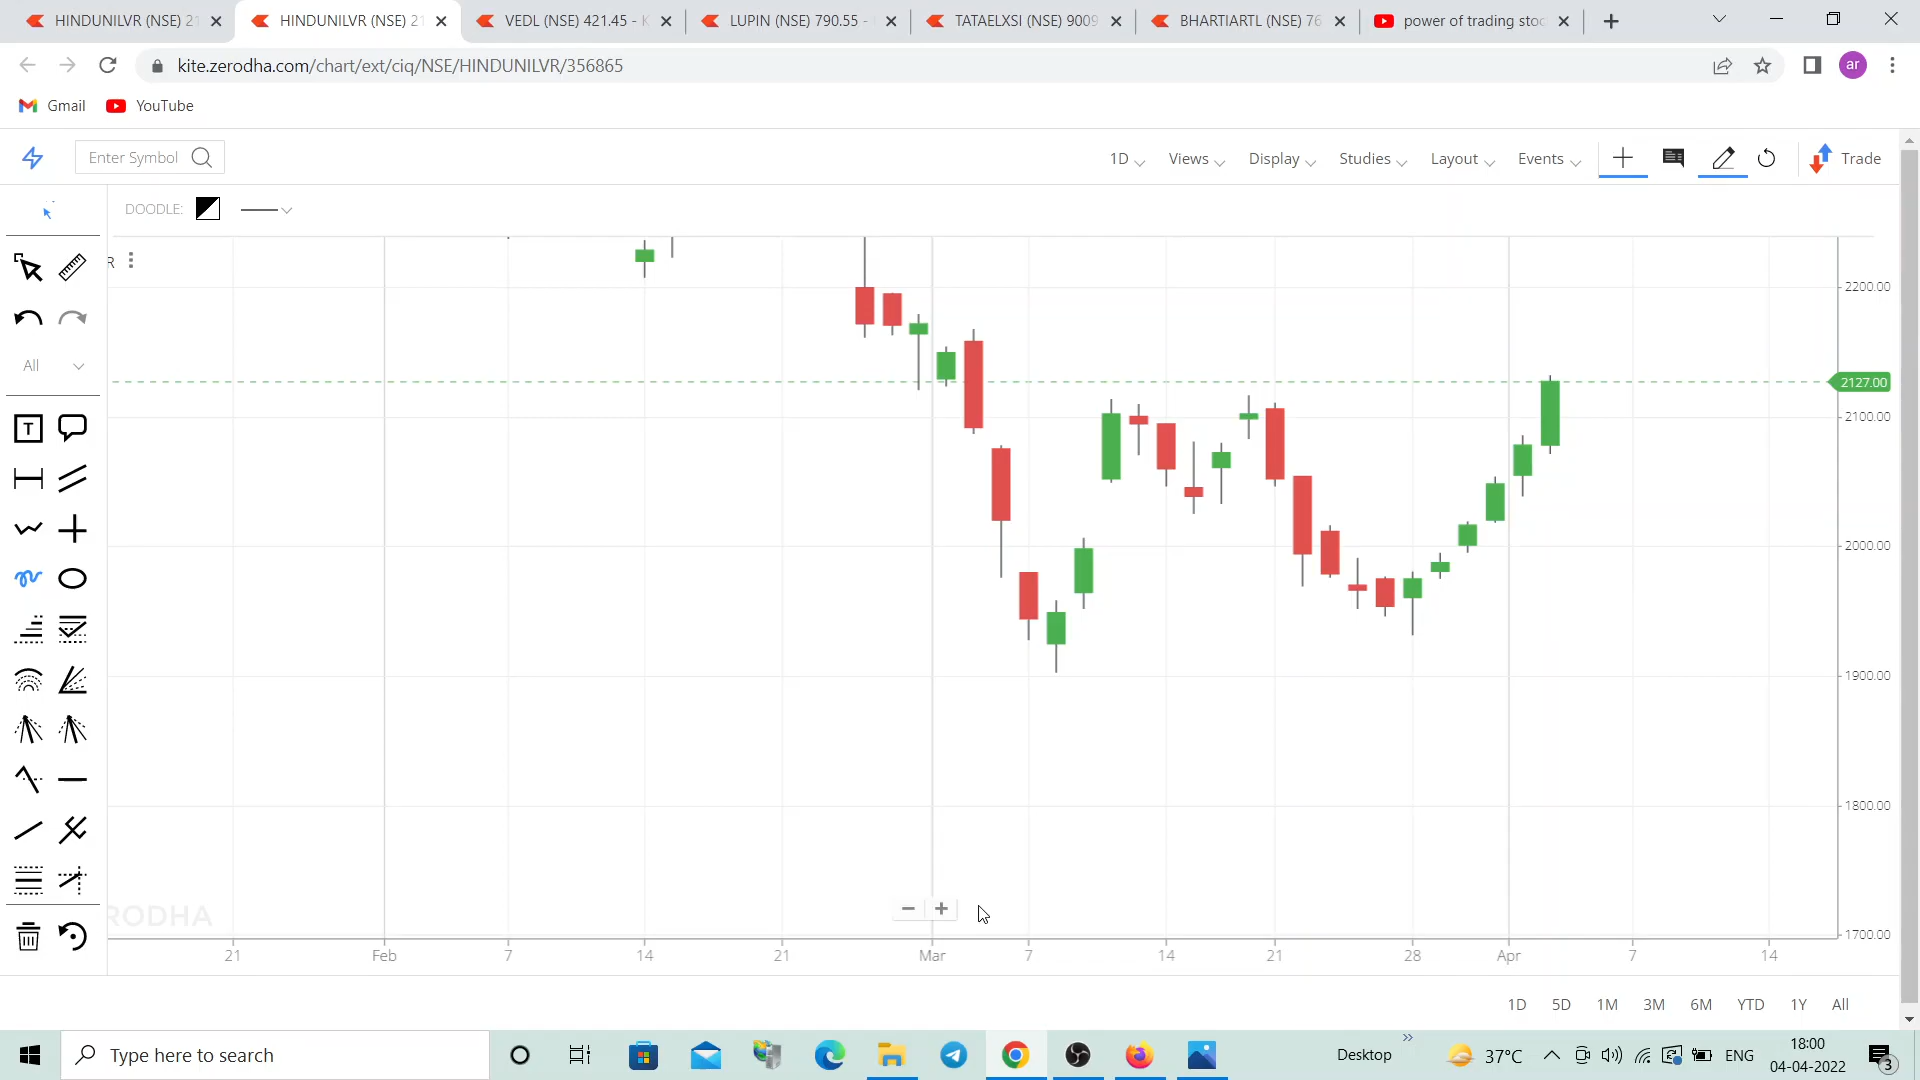 HINDUNILVR (NSE) 21
HINDUNILVR (NSE) 21
VEDL (NSE) 421.45 - K
LUPIN (NSE) 790.55 -
TATAELXSI (NSE) 9009
BHARTIARTL (NSE) 76
power of trading stoc
kite.zerodha.com/chart/ext/ciq/NSE/HINDUNILVR/356865
ar
Gmail
YouTube
Enter Symbol
1D
Views
Display
Studies
Layout
Events
Trade
DOODLE:
R
All
T
2200.00
2127.00
2100.00
2000.00
1900.00
1800.00
1700.00
RODHA
21
Feb
7
14
21
Mar
7
14
21
28
Apr
7
14
1D
5D
1M
3M
6M
YTD
1Y
All
Type here to search
Desktop
37°C
ENG
18:00
04-04-2022
3